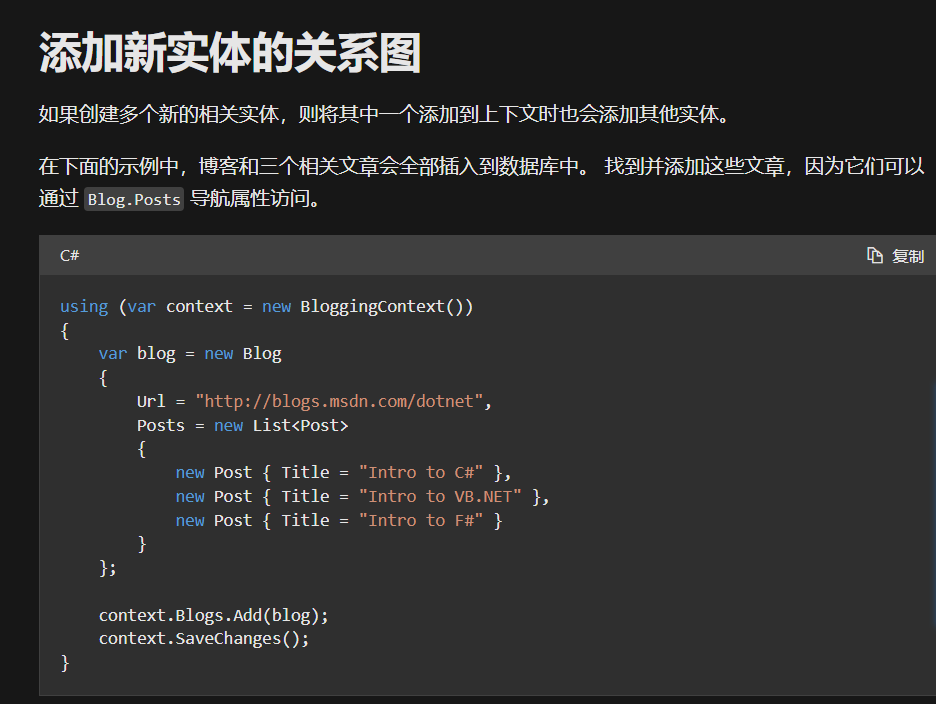 添加新实体的关系图
如果创建多个新的相关实体，则将其中一个添加到上下文时也会添加其他实体。
在下面的示例中，博客和三个相关文章会全部插入到数据库中。 找到并添加这些文章，因为它们可以
通过 Blog.Posts 导航属性访问。
C# 复制
using (var context = new BloggingContext())
{
    var blog = new Blog
    {
        Url = "http://blogs.msdn.com/dotnet",
        Posts = new List<Post>
        {
            new Post { Title = "Intro to C#" },
            new Post { Title = "Intro to VB.NET" },
            new Post { Title = "Intro to F#" }
        }
    };
    context.Blogs.Add(blog);
    context.SaveChanges();
}